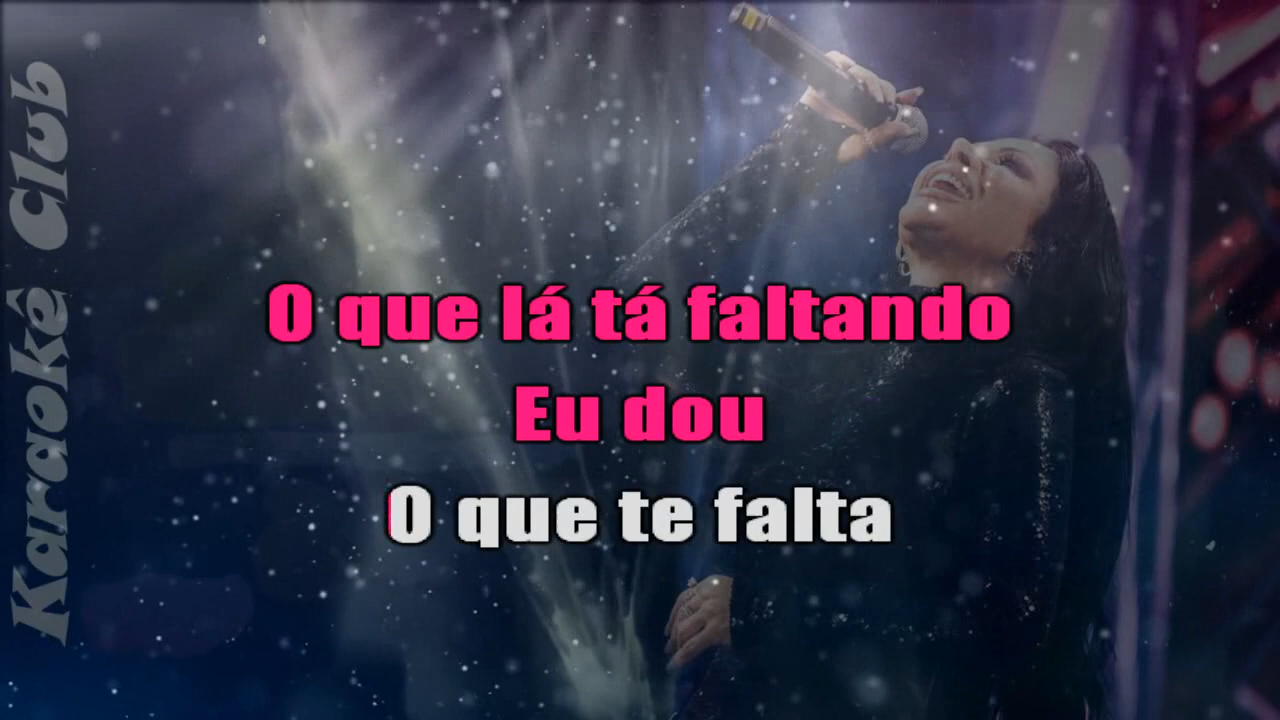 Karaokê Club
O que lá tá faltando
Eu dou
O que te falta